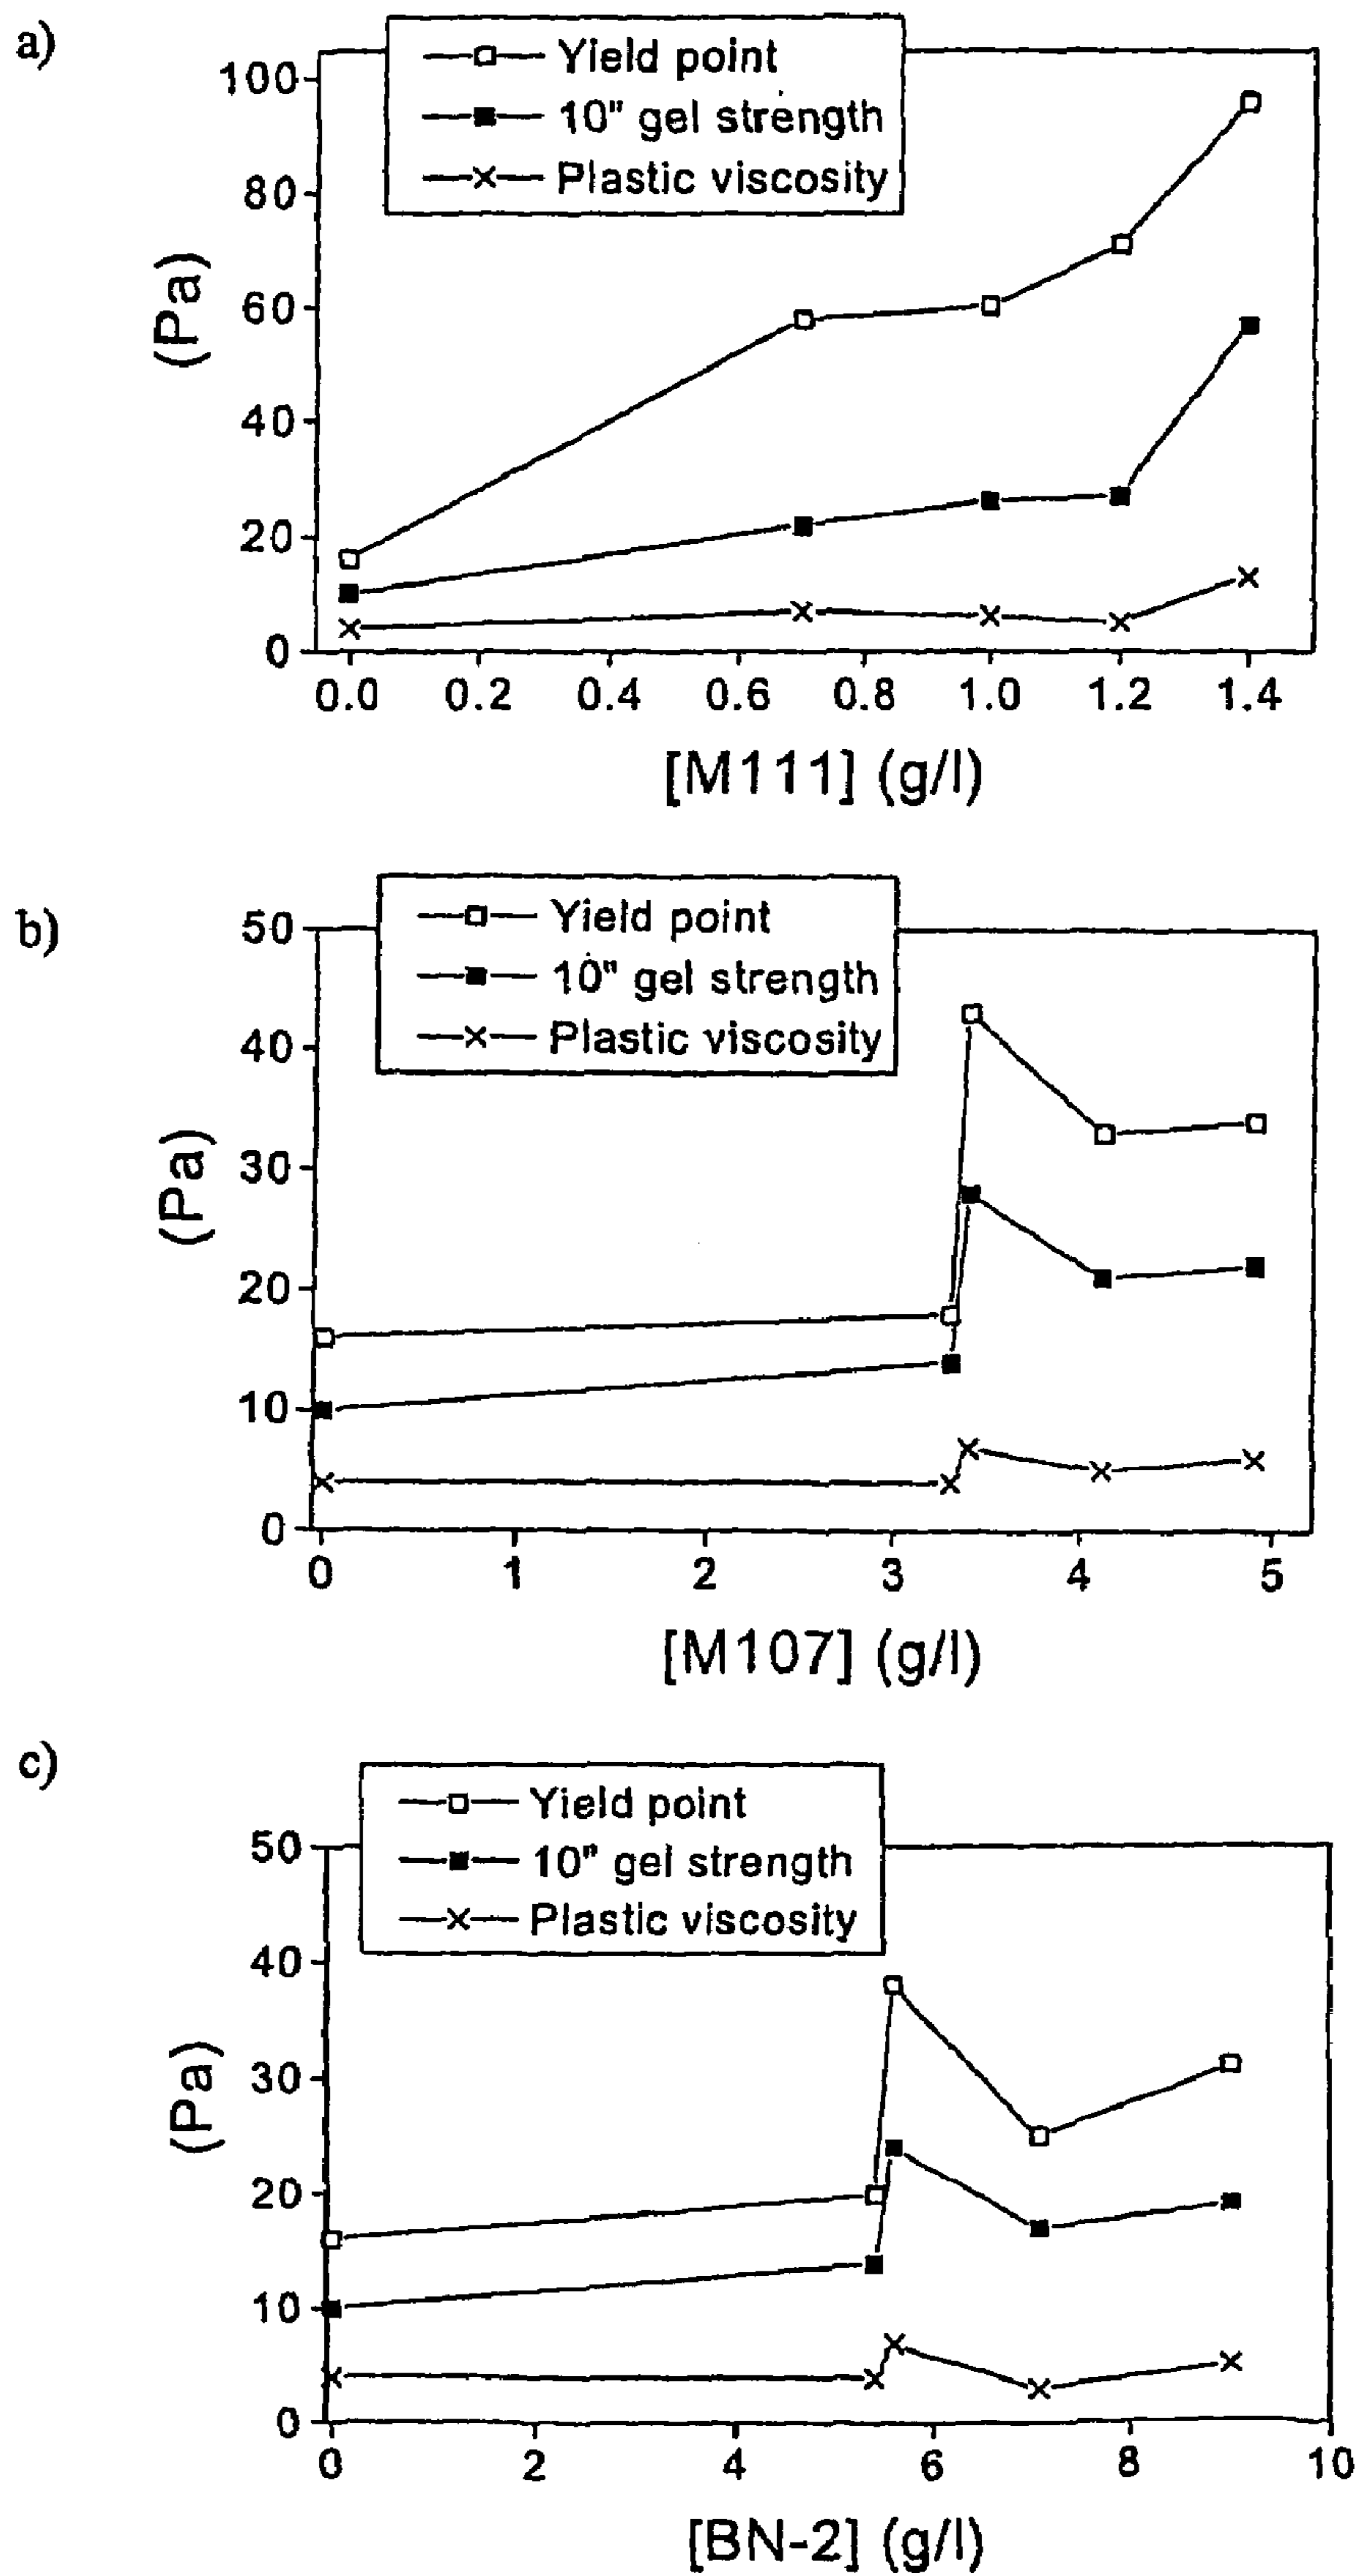 a)
Yield point
10" gel strength
Plastic viscosity
100
80
60
40
20
0
(Pa)
0.0 0.2 0.4 0.6 0.8 1.0 1.2 1.4
[M111] (g/l)
b)
Yield point
10" gel strength
Plastic viscosity
50
40
30
20
10
0
(Pa)
0 1 2 3 4 5
[M107] (g/l)
c)
Yield point
10" gel strength
Plastic viscosity
50
40
30
20
10
0
(Pa)
0 2 4 6 8 10
[BN-2] (g/l)